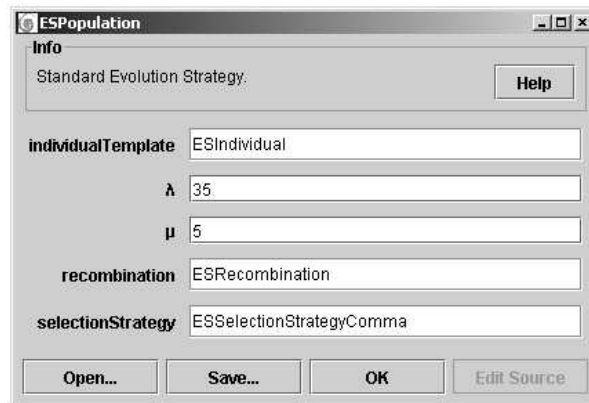 ESPopulation
Info
Standard Evolution Strategy.
Help
individualTemplate ESIndividual
λ 35
μ 5
recombination ESRecombination
selectionStrategy ESSelectionStrategyComma
Open... Save... OK Edit Source